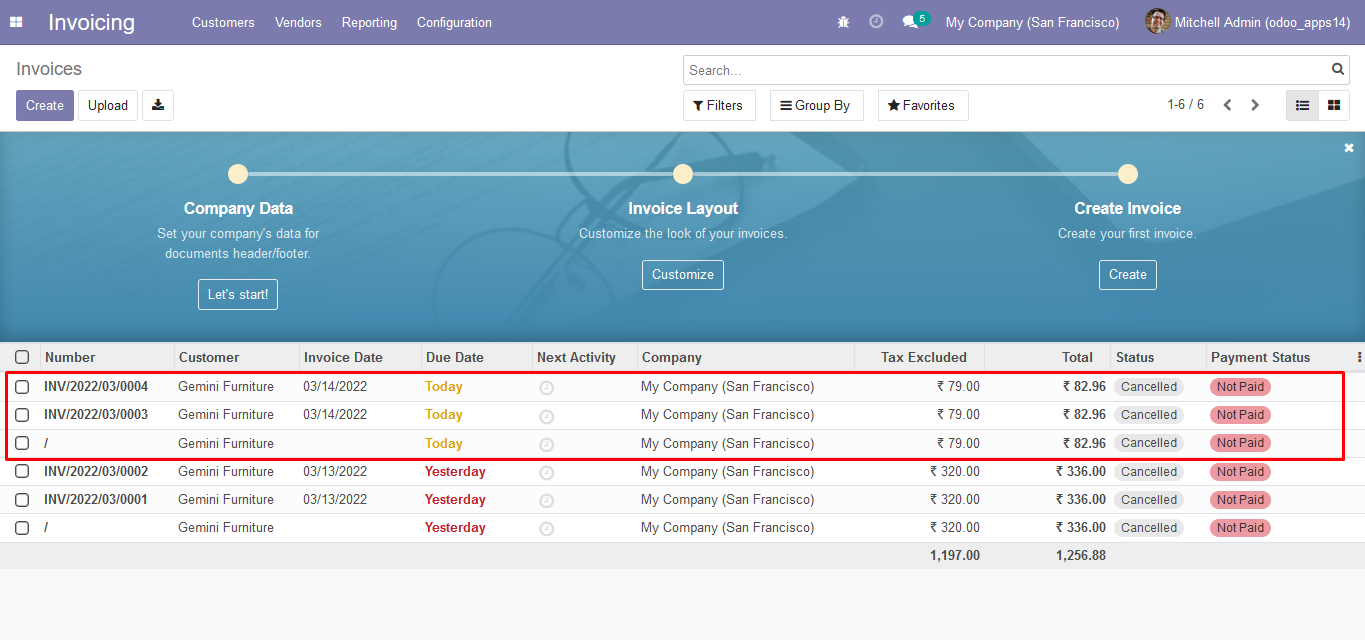 Invoicing Customers Vendors Reporting Configuration 5 My Company (San Francisco) Mitchell Admin (odoo_apps14)
Invoices
Search...
Create Upload Filters Group By Favorites 1-6 / 6
Company Data Invoice Layout Create Invoice
Set your company's data for Customize the look of your invoices. Create your first invoice.
documents header/footer.
Customize Create
Let's start!
Number Customer Invoice Date Due Date Next Activity Company Tax Excluded Total Status Payment Status
INV/2022/03/0004 Gemini Furniture 03/14/2022 Today My Company (San Francisco) ₹ 79.00 ₹ 82.96 Cancelled Not Paid
INV/2022/03/0003 Gemini Furniture 03/14/2022 Today My Company (San Francisco) ₹ 79.00 ₹ 82.96 Cancelled Not Paid
/ Gemini Furniture Today My Company (San Francisco) ₹ 79.00 ₹ 82.96 Cancelled Not Paid
INV/2022/03/0002 Gemini Furniture 03/13/2022 Yesterday My Company (San Francisco) ₹ 320.00 ₹ 336.00 Cancelled Not Paid
INV/2022/03/0001 Gemini Furniture 03/13/2022 Yesterday My Company (San Francisco) ₹ 320.00 ₹ 336.00 Cancelled Not Paid
/ Gemini Furniture Yesterday My Company (San Francisco) ₹ 320.00 ₹ 336.00 Cancelled Not Paid
1,197.00 1,256.88